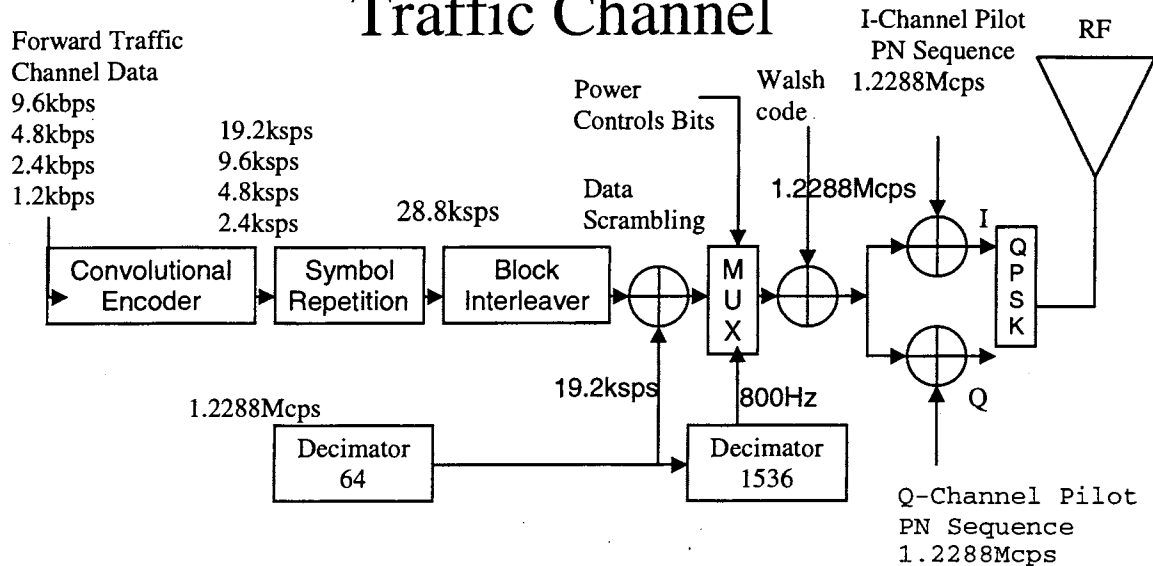 Traffic Channel
Forward Traffic
Channel Data
9.6kbps
4.8kbps
2.4kbps
1.2kbps
19.2ksps
9.6ksps
4.8ksps
2.4ksps
28.8ksps
Power
Controls Bits
Data
Scrambling
Walsh
code
1.2288Mcps
I-Channel Pilot
PN Sequence
1.2288Mcps
RF
Convolutional
Encoder
Symbol
Repetition
Block
Interleaver
M
U
X
I
Q
P
S
K
Q
19.2ksps
800Hz
1.2288Mcps
Decimator
64
Decimator
1536
Q-Channel Pilot
PN Sequence
1.2288Mcps